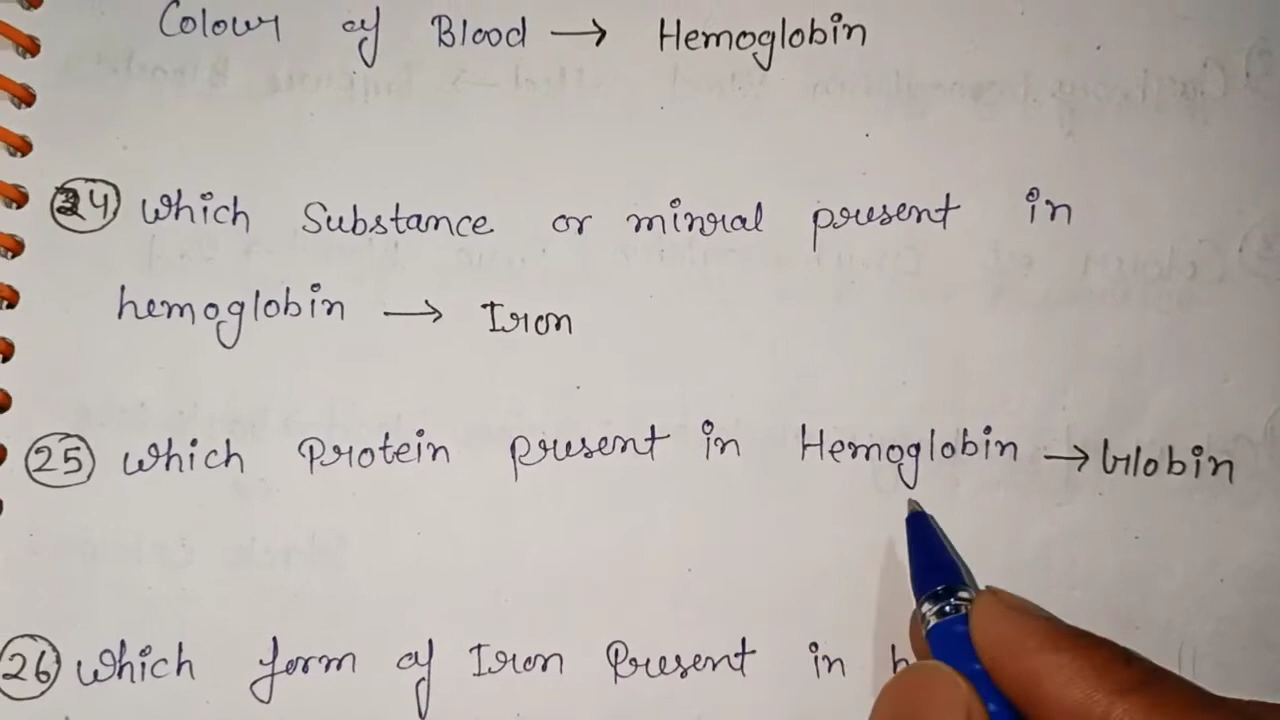 Colour of Blood → Hemoglobin
24 Which Substance or minral present in
hemoglobin → Iron
25 Which Protein present in Hemoglobin → Globin
26 Which form of Iron Present in